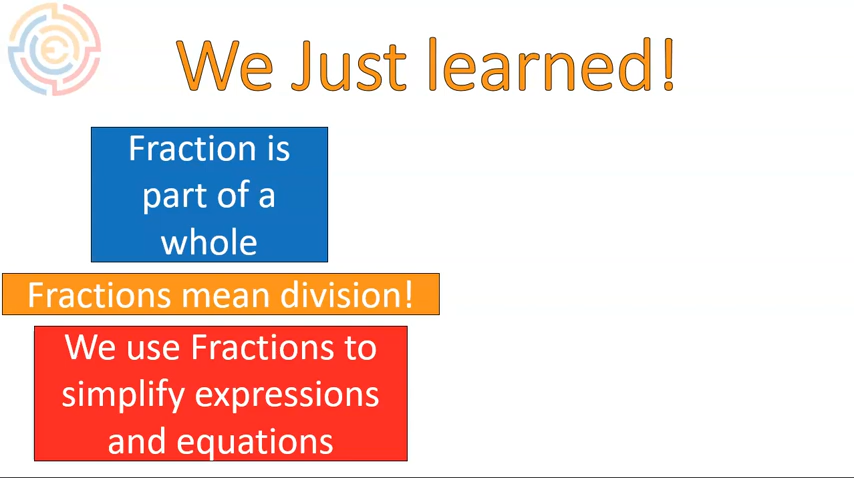 We Just learned!
Fraction is
part of a
whole
Fractions mean division!
We use Fractions to
simplify expressions
and equations